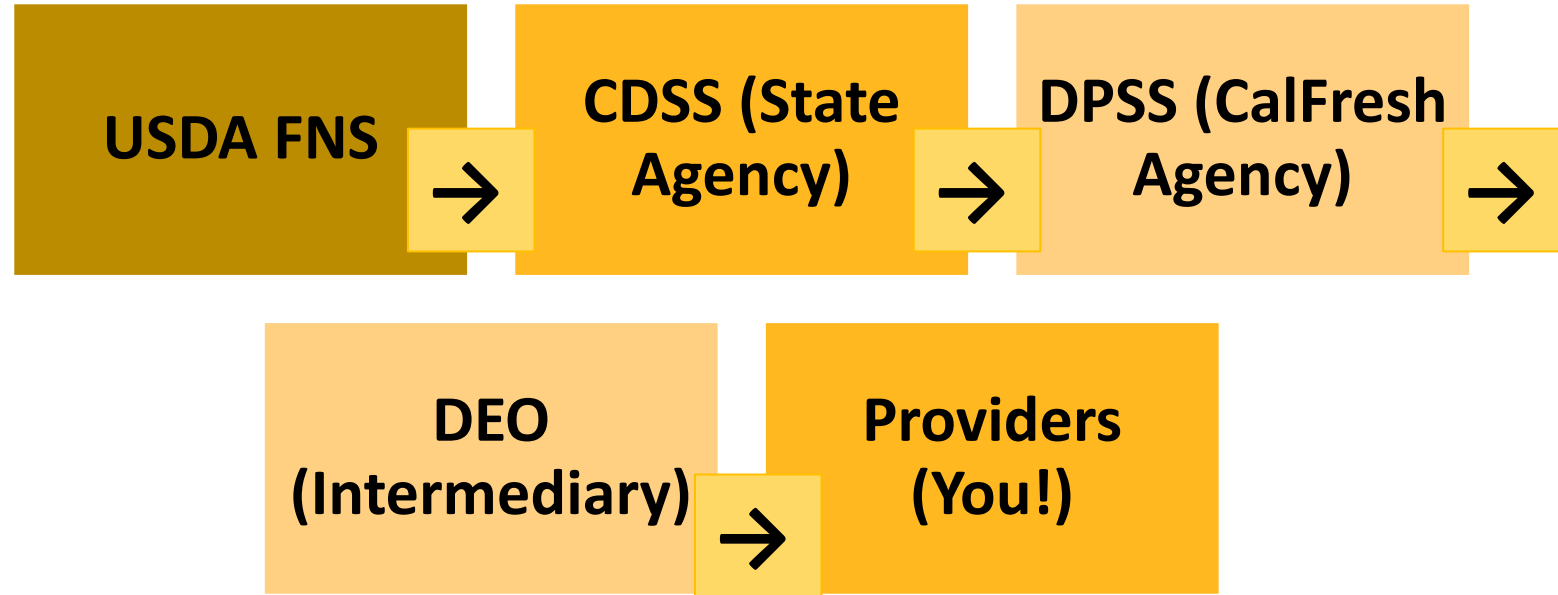 USDA FNS
→
CDSS (State
Agency)
→
DPSS (CalFresh
Agency)
→
DEO
(Intermediary)
→
Providers
(You!)